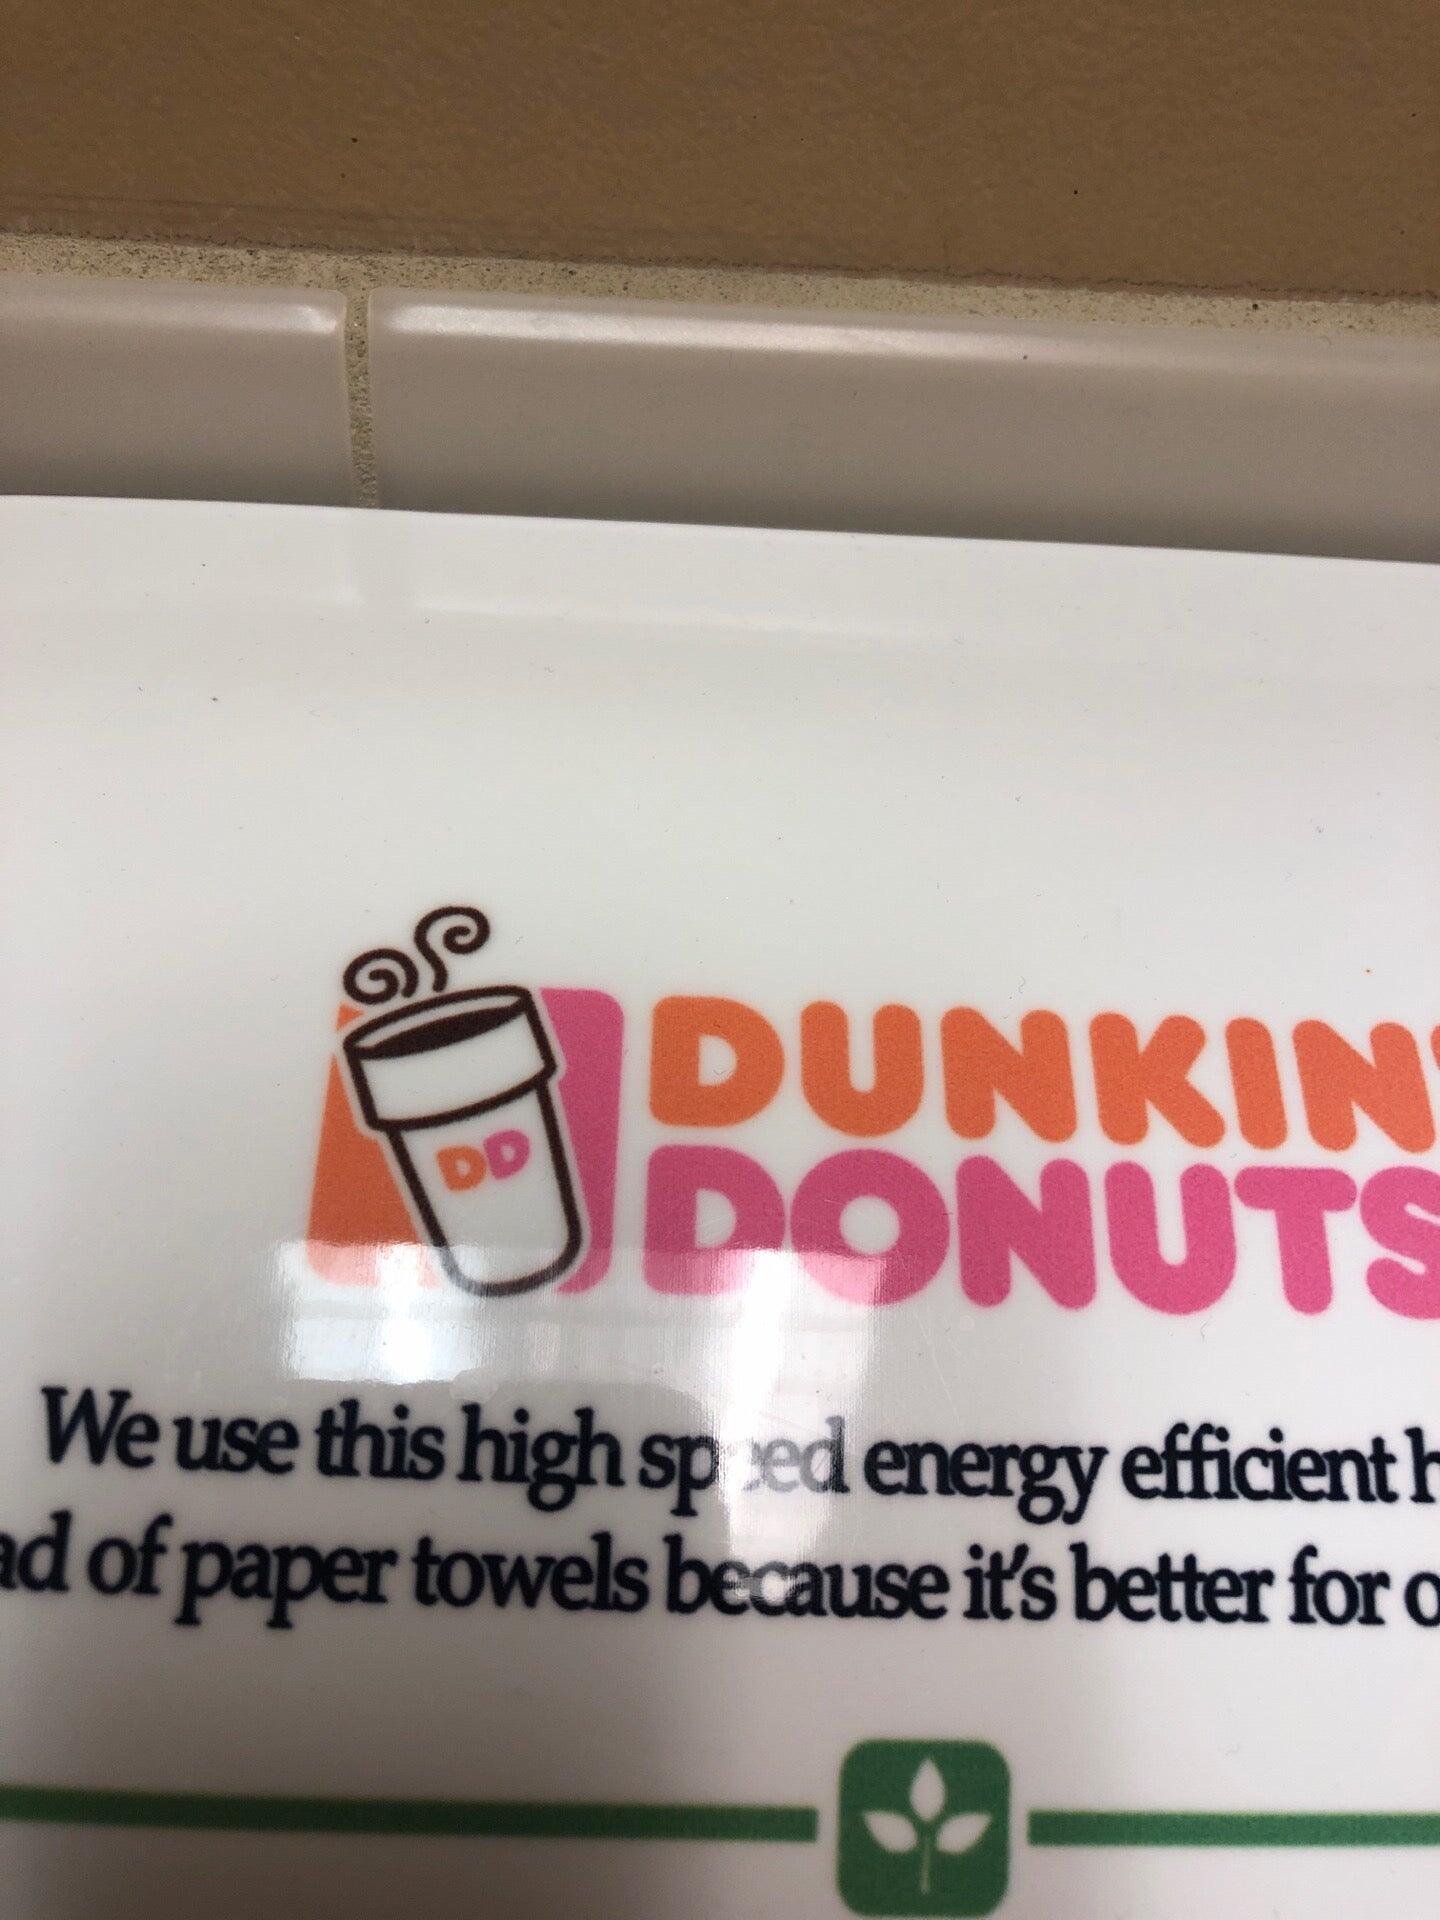 DD
DUNKIN'
DONUTS
We use this high speed energy efficient
of paper towels because it's better for